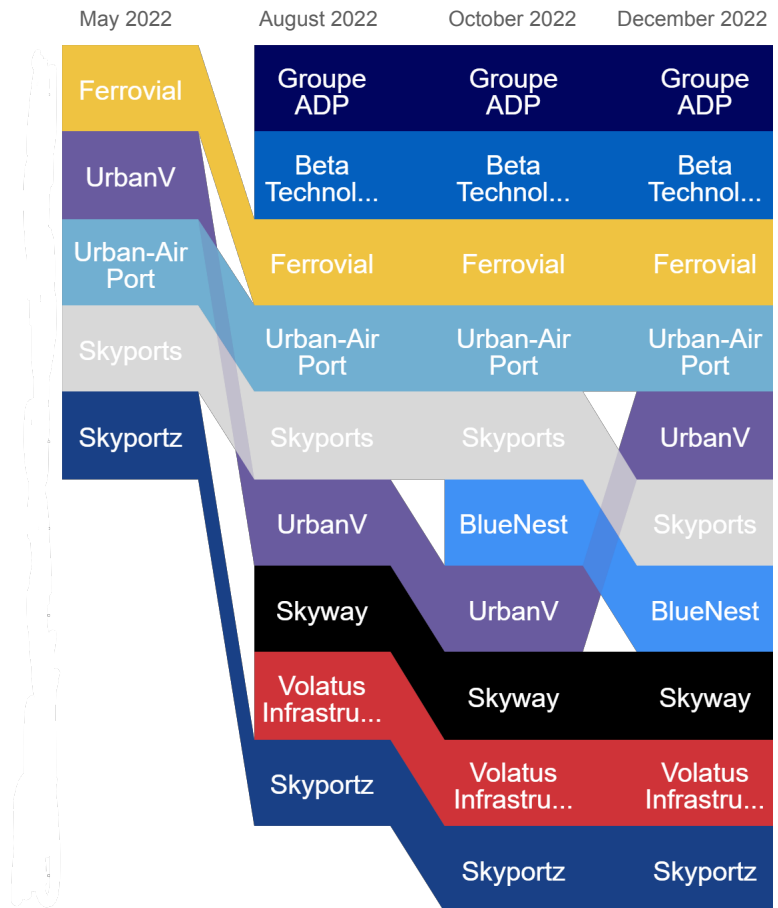 May 2022
August 2022
October 2022
December 2022
Ferrovial
UrbanV
Urban-Air
Port
Skyports
Skyportz
Groupe
ADP
Beta
Technol...
Ferrovial
Urban-Air
Port
Skyports
UrbanV
Skyway
Volatus
Infrastru...
Skyportz
Groupe
ADP
Beta
Technol...
Ferrovial
Urban-Air
Port
Skyports
BlueNest
UrbanV
Skyway
Volatus
Infrastru...
Skyportz
Groupe
ADP
Beta
Technol...
Ferrovial
Urban-Air
Port
UrbanV
Skyports
BlueNest
Skyway
Volatus
Infrastru...
Skyportz